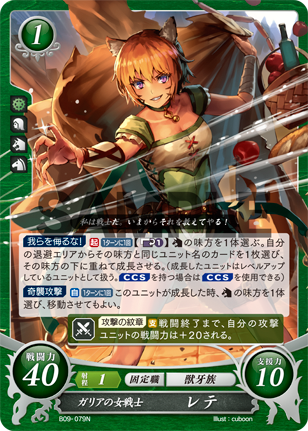 1
SAMPLE
私は戦士だ。いまからそれを教えてやる!
我らを侮るな! 起 1ターン1回 [➡1] の味方を1体選ぶ。自分
の退避エリアからその味方と同じユニット名のカードを1枚選び、
その味方の下に重ねて成長させる。(成長したユニットはレベルアップ
しているユニットとして扱う。CCSを持つ場合はCCSを使用できる)
奇襲攻撃 自 1ターン1回 このユニットが成長した時、の味方を1体
選び、移動させてもよい。
攻撃の紋章 支 戦闘終了まで、自分の攻撃
ユニットの戦闘力は+20される。
戦闘力
40
射程 1 固定職 獣牙族
支援力
10
ガリアの女戦士 レテ
B09-079N
Illust:cuboon